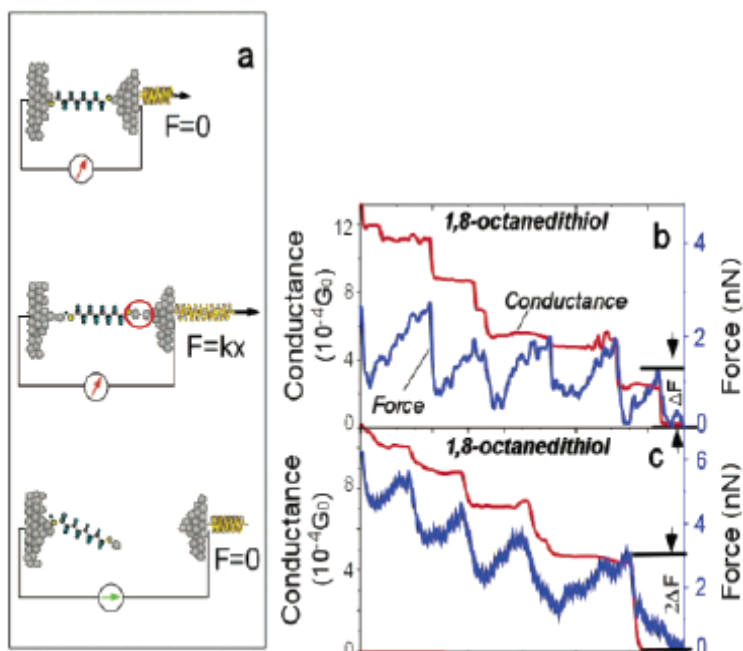 a
F=0
F=kx
F=0
1,8-octanedithiol
b
12
8
4
0
Conductance
(10⁻⁴G₀)
Conductance
Force
4
2
1
0
Force (nN)
ΔF
1,8-octanedithiol
c
8
4
0
Conductance
(10⁻⁴G₀)
6
4
2
0
Force (nN)
2ΔF